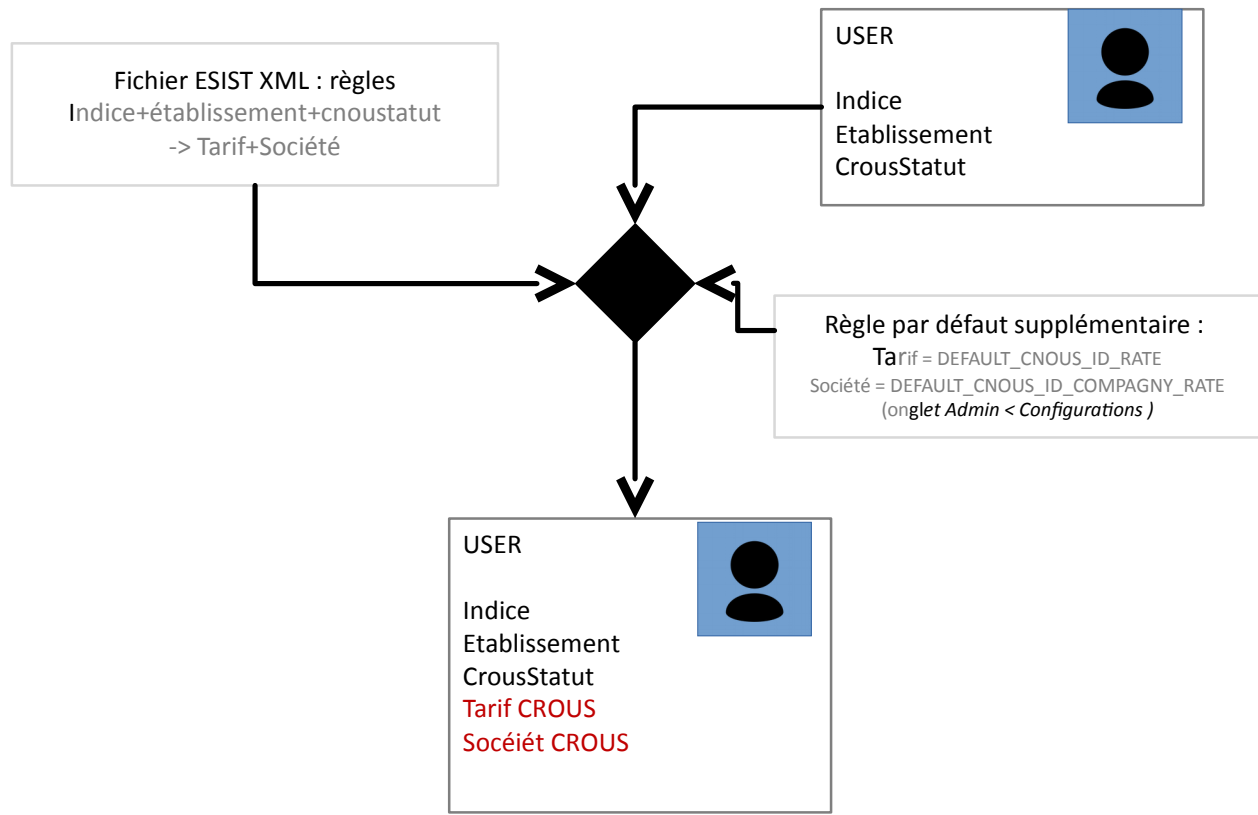 Fichier ESIST XML : règles
Indice+établissement+cnoustatut
-> Tarif+Société
USER
Indice
Etablissement
CrousStatut
Règle par défaut supplémentaire :
Tarif = DEFAULT_CNOUS_ID_RATE
Société = DEFAULT_CNOUS_ID_COMPAGNY_RATE
(onglet Admin < Configurations )
USER
Indice
Etablissement
CrousStatut
Tarif CROUS
Socéiét CROUS